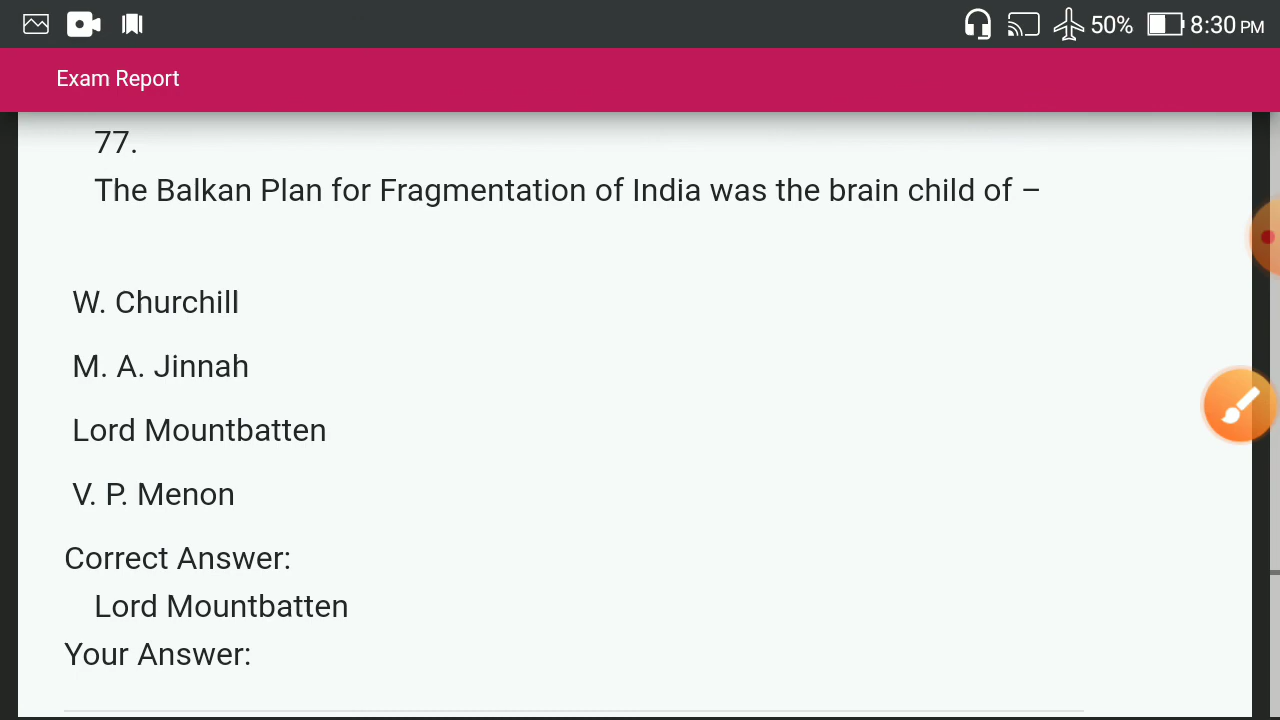 50% 8:30 PM
Exam Report
77.
The Balkan Plan for Fragmentation of India was the brain child of –
W. Churchill
M. A. Jinnah
Lord Mountbatten
V. P. Menon
Correct Answer:
Lord Mountbatten
Your Answer: